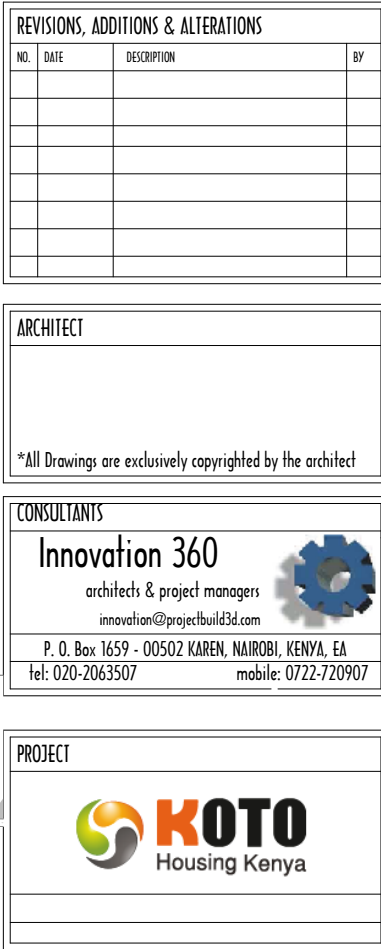 REVISIONS, ADDITIONS & ALTERATIONS
NO. DATE DESCRIPTION BY
ARCHITECT
*All Drawings are exclusively copyrighted by the architect
CONSULTANTS
Innovation 360
architects & project managers
innovation@projectbuild3d.com
P. O. Box 1659 - 00502 KAREN, NAIROBI, KENYA, EA
tel: 020-2063507 mobile: 0722-720907
PROJECT
KOTO
Housing Kenya